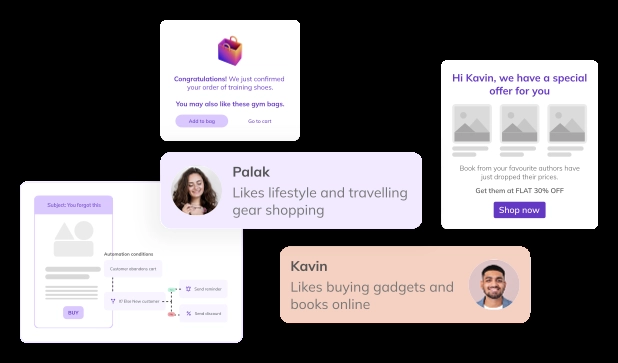 Congratulations! We just confirmed
your order of training shoes.
You may also like these gym bags.
Add to bag
Go to cart
Hi Kavin, we have a special
offer for you
Book from your favourite authors have
just dropped their prices.
Get them at FLAT 30% OFF
Shop now
Palak
Likes lifestyle and travelling
gear shopping
Subject: You forgot this
BUY
Automation conditions
Customer abandons cart
If/ Else New customer
Send reminder
Send discount
Kavin
Likes buying gadgets and
books online